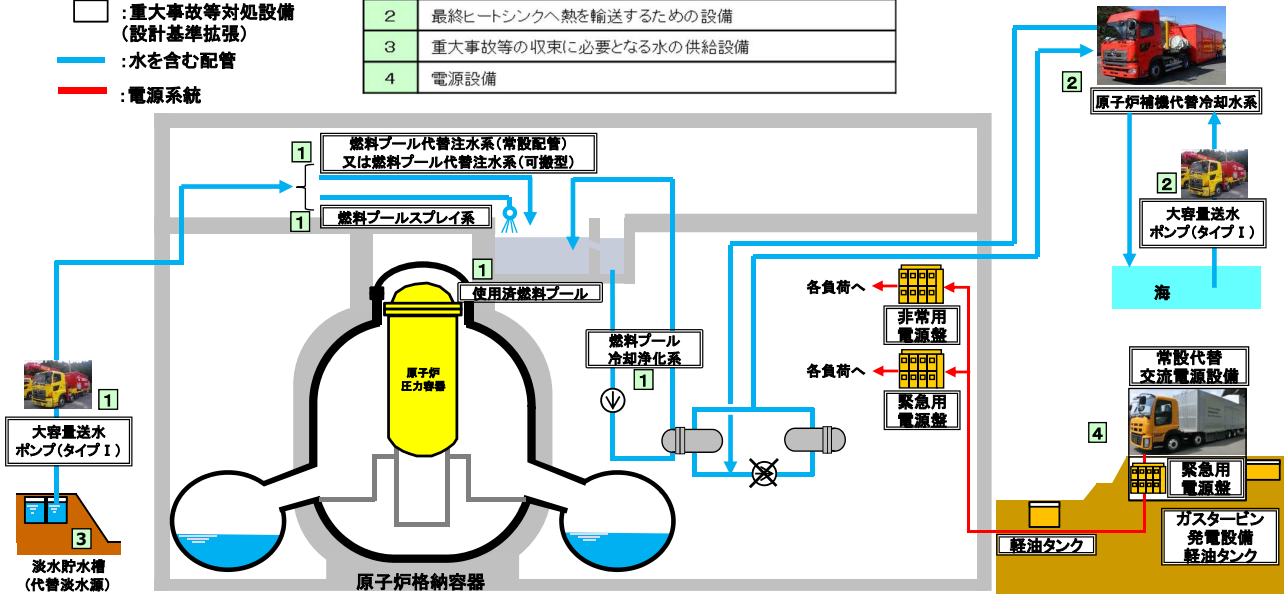 ：重大事故等対処設備
（設計基準拡張）
：水を含む配管
：電源系統
2 最終ヒートシンクへ熱を輸送するための設備
3 重大事故等の収束に必要となる水の供給設備
4 電源設備
2
原子炉補機代替冷却水系
2
大容量送水
ポンプ（タイプⅠ）
海
1
燃料プール代替注水系（常設配管）
又は燃料プール代替注水系（可搬型）
1
燃料プールスプレイ系
1
使用済燃料プール
各負荷へ
非常用
電源盤
燃料プール
冷却浄化系
1
各負荷へ
緊急用
電源盤
常設代替
交流電源設備
4
緊急用
電源盤
ガスタービン
発電設備
軽油タンク
軽油タンク
原子炉
圧力容器
1
大容量送水
ポンプ（タイプⅠ）
3
淡水貯水槽
（代替淡水源）
原子炉格納容器